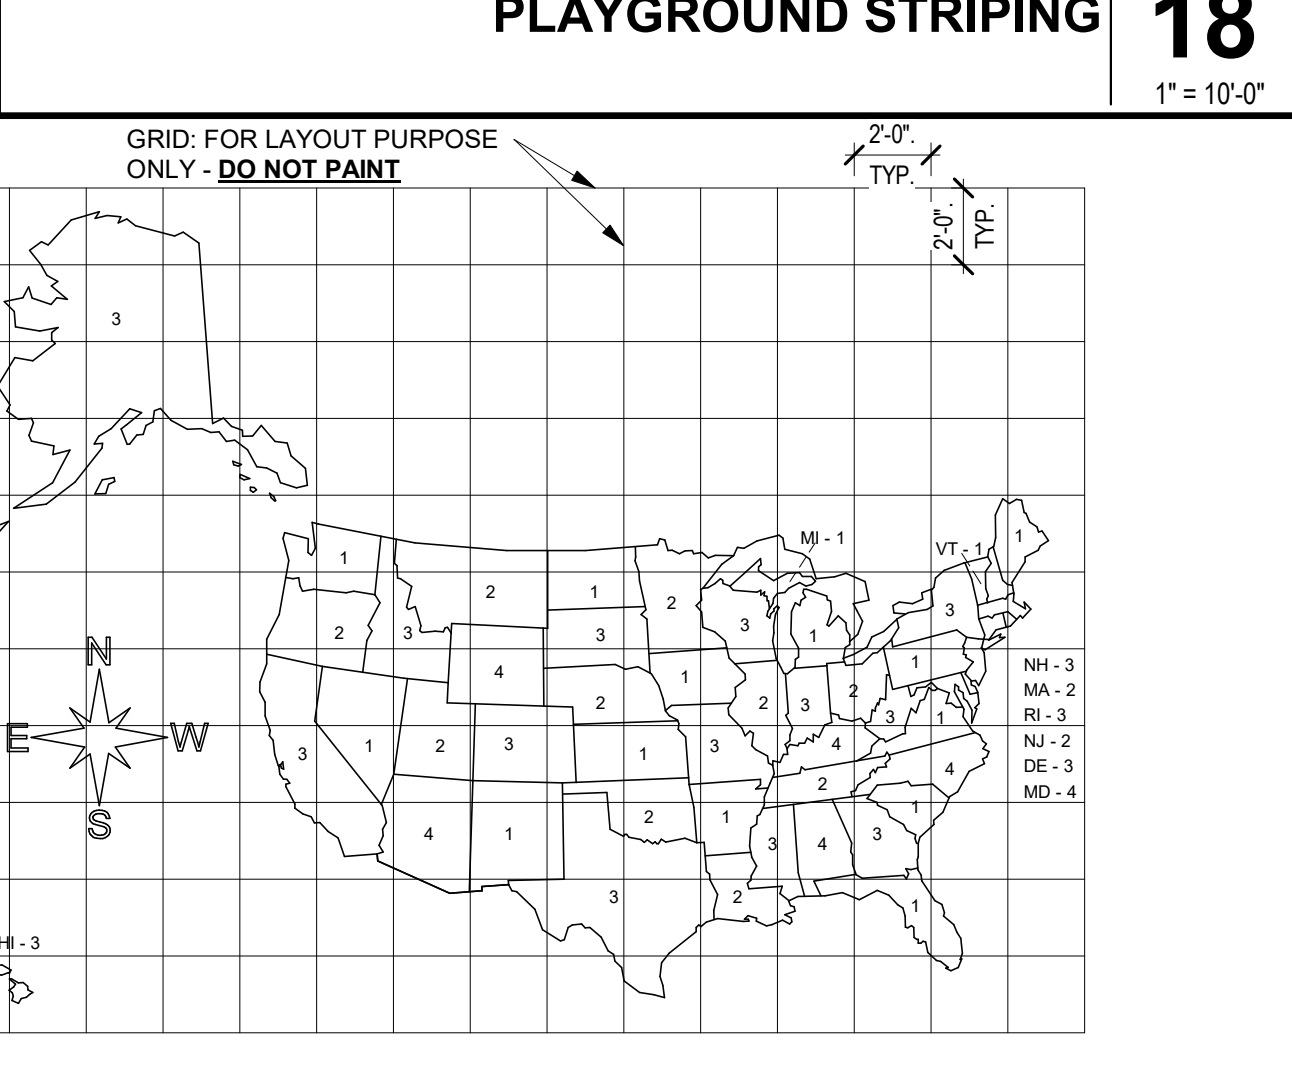 PLAYGROUND STRIPING
18
1" = 10'-0"
GRID: FOR LAYOUT PURPOSE
ONLY - DO NOT PAINT
2'-0".
TYP.
2'-0".
TYP.
3
MI - 1
VT - 1
1
1
2
1
2
3
2
3
3
3
1
3
4
1
1
N
NH - 3
MA - 2
RI - 3
NJ - 2
DE - 3
MD - 4
2
2
3
2
3
1
E
W
3
1
2
3
1
3
4
4
2
S
4
1
2
1
3
4
3
1
3
2
1
HI - 3